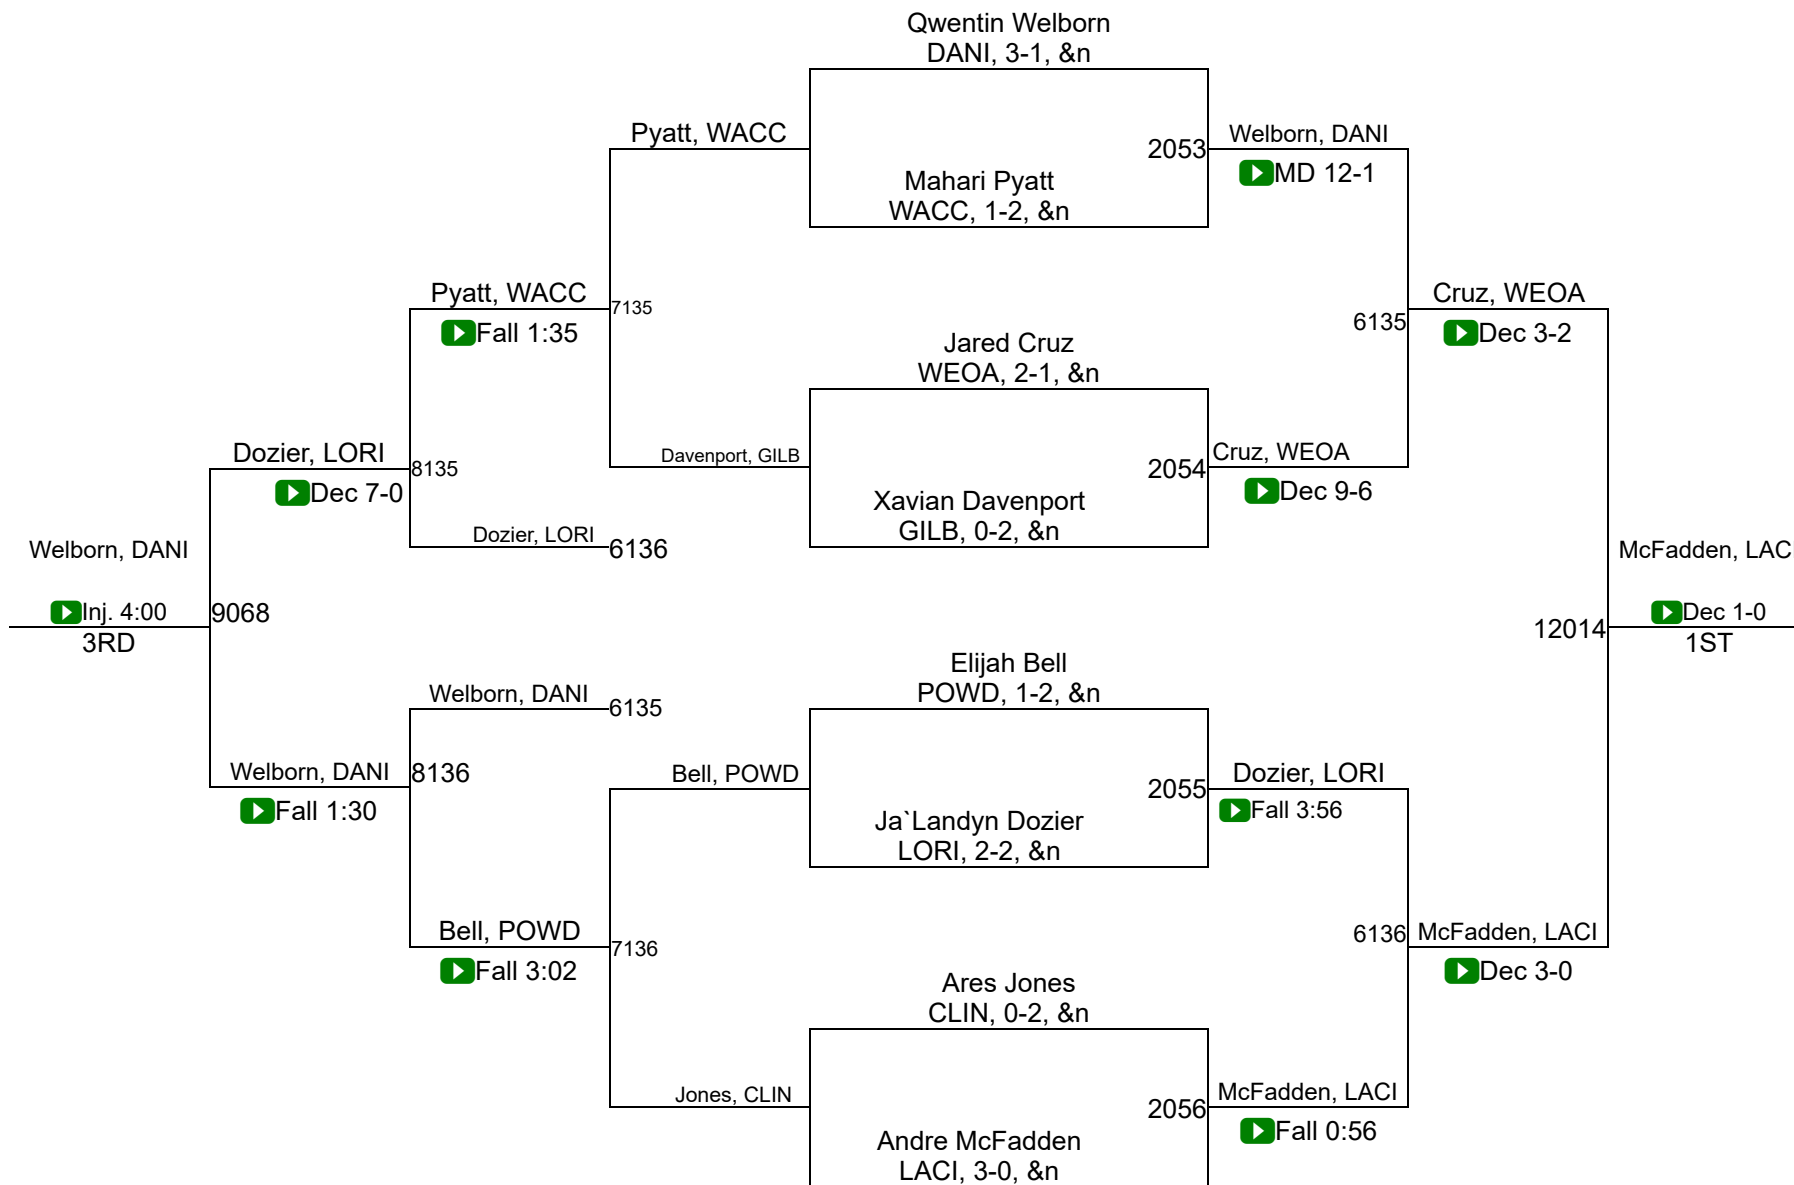 Qwentin Welborn
DANI, 3-1, &n
Pyatt, WACC
2053
Welborn, DANI
MD 12-1
Mahari Pyatt
WACC, 1-2, &n
Pyatt, WACC
Fall 1:35
7135
6135
Cruz, WEOA
Dec 3-2
Jared Cruz
WEOA, 2-1, &n
Dozier, LORI
Dec 7-0
8135
Davenport, GILB
2054
Cruz, WEOA
Dec 9-6
Xavian Davenport
GILB, 0-2, &n
Dozier, LORI
6136
Welborn, DANI
Inj. 4:00
3RD
9068
McFadden, LACI
Dec 1-0
1ST
12014
Elijah Bell
POWD, 1-2, &n
Welborn, DANI
6135
Welborn, DANI
Fall 1:30
8136
Bell, POWD
2055
Dozier, LORI
Fall 3:56
Ja`Landyn Dozier
LORI, 2-2, &n
Bell, POWD
Fall 3:02
7136
6136
McFadden, LACI
Dec 3-0
Ares Jones
CLIN, 0-2, &n
Jones, CLIN
2056
McFadden, LACI
Fall 0:56
Andre McFadden
LACI, 3-0, &n